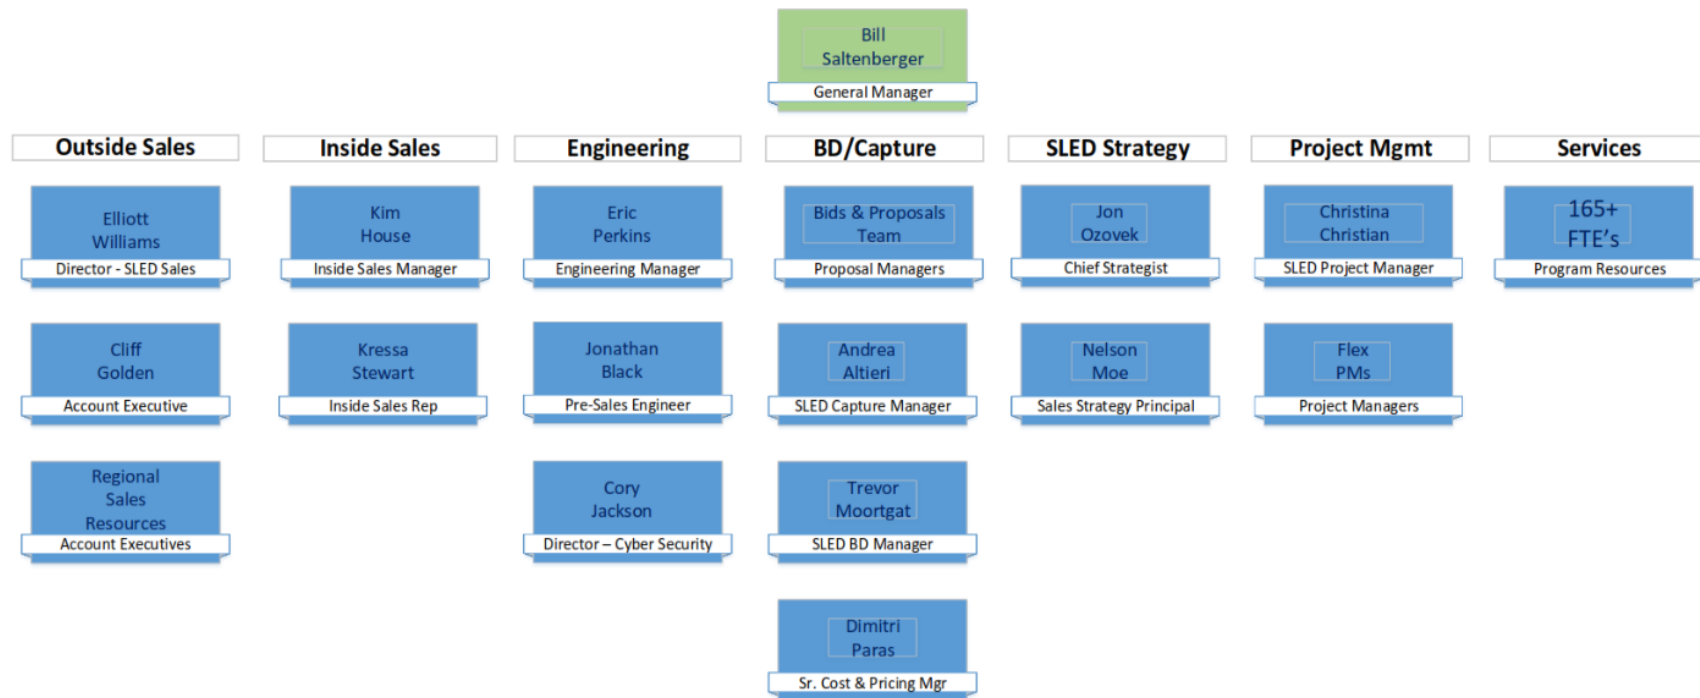 Bill
Saltenberger
General Manager
Outside Sales
Inside Sales
Engineering
BD/Capture
SLED Strategy
Project Mgmt
Services
Elliott
Williams
Director - SLED Sales
Kim
House
Inside Sales Manager
Eric
Perkins
Engineering Manager
Bids & Proposals
Team
Proposal Managers
Jon
Ozovek
Chief Strategist
Christina
Christian
SLED Project Manager
165+
FTE's
Program Resources
Cliff
Golden
Account Executive
Kressa
Stewart
Inside Sales Rep
Jonathan
Black
Pre-Sales Engineer
Andrea
Altieri
SLED Capture Manager
Nelson
Moe
Sales Strategy Principal
Flex
PMs
Project Managers
Regional
Sales
Resources
Account Executives
Cory
Jackson
Director – Cyber Security
Trevor
Moortgat
SLED BD Manager
Dimitri
Paras
Sr. Cost & Pricing Mgr